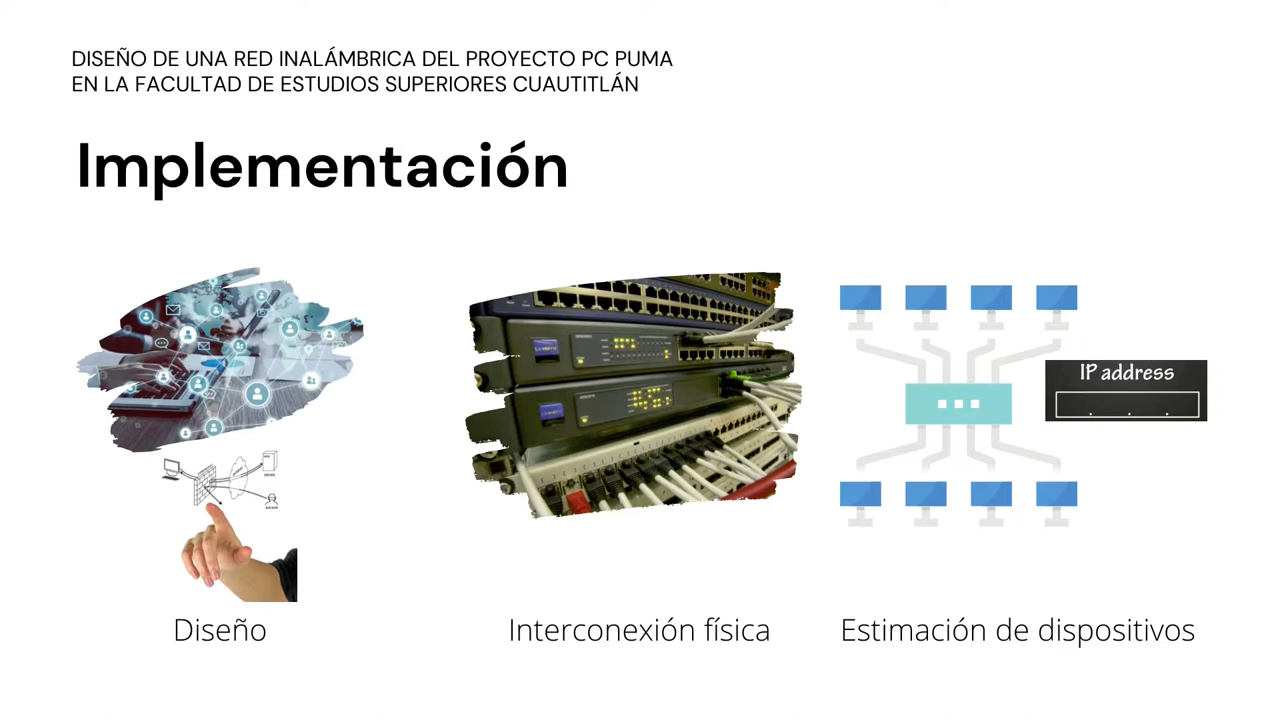 DISEÑO DE UNA RED INALÁMBRICA DEL PROYECTO PC PUMA
EN LA FACULTAD DE ESTUDIOS SUPERIORES CUAUTITLÁN
Implementación
IP address
Diseño
Interconexión física
Estimación de dispositivos